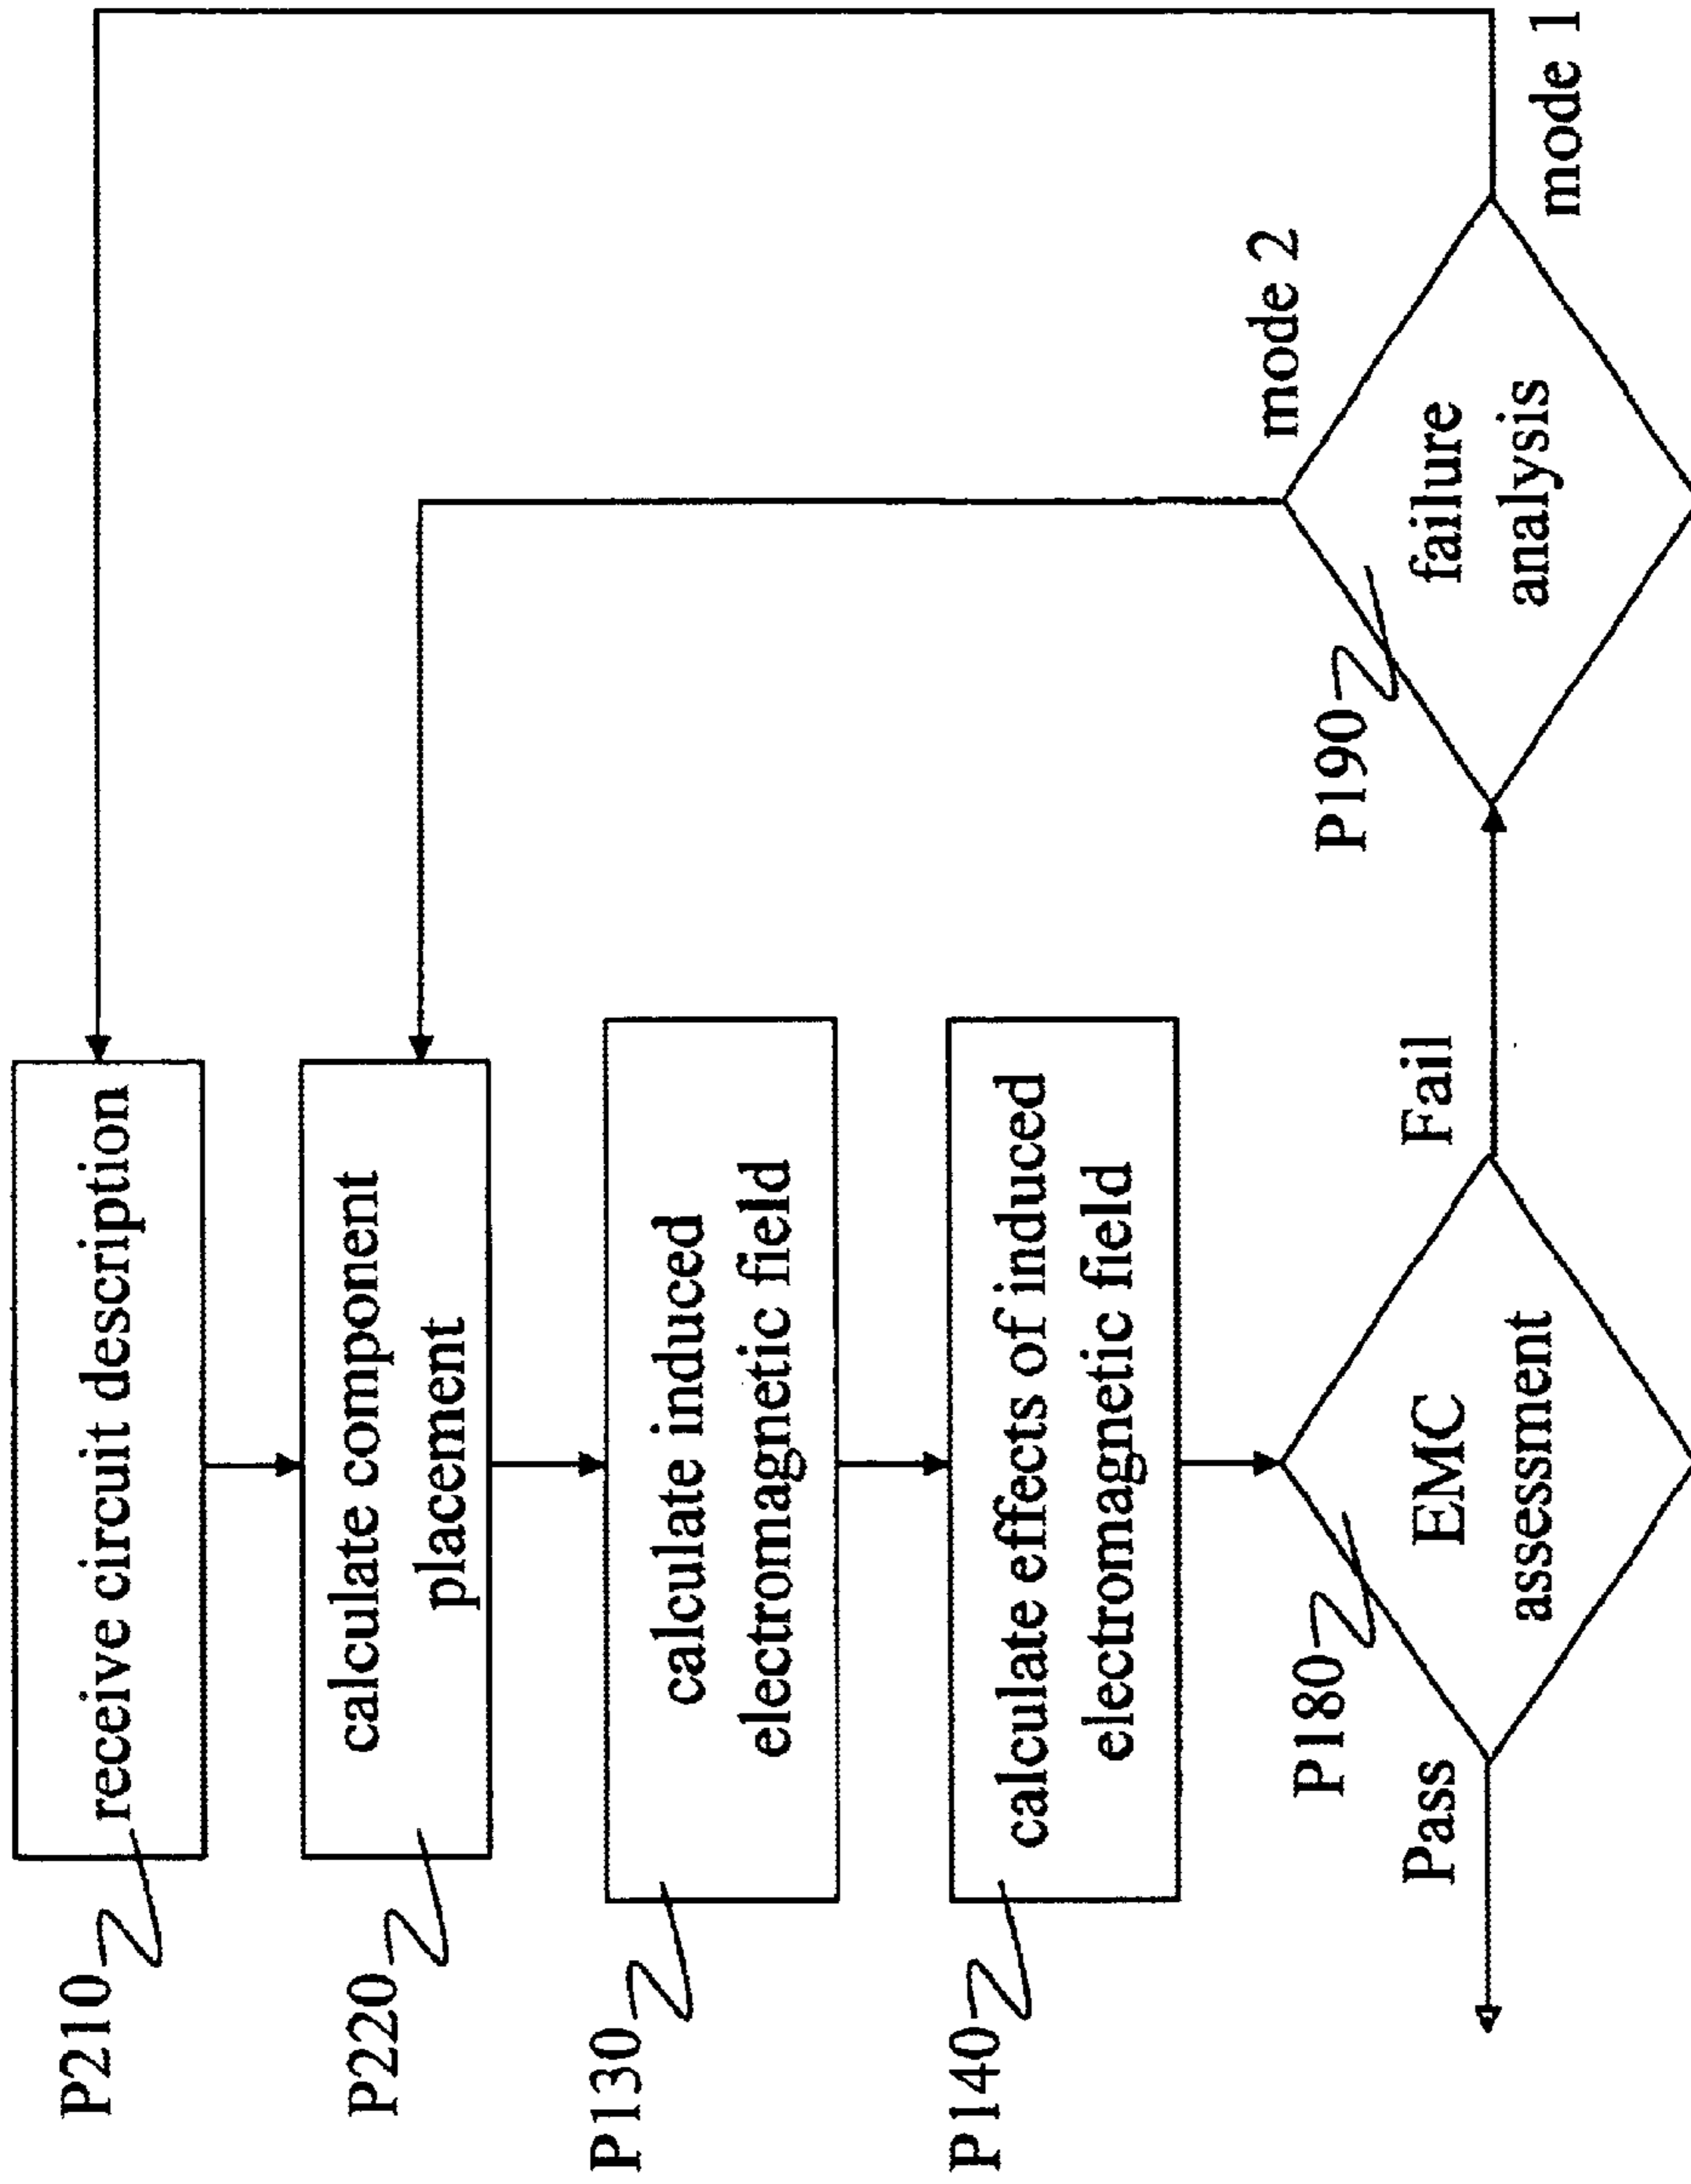 P210
receive circuit description
P220
calculate component
placement
P130
calculate induced
electromagnetic field
P140
calculate effects of induced
electromagnetic field
P180
EMC
assessment
Pass
Fail
P190
failure
analysis
mode 2
mode 1